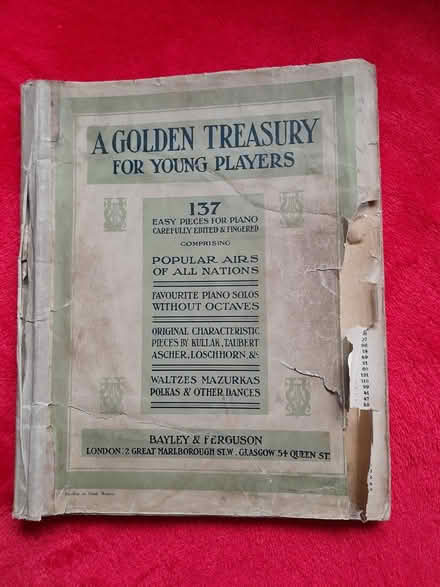 A GOLDEN TREASURY
FOR YOUNG PLAYERS
137
EASY PIECES FOR PIANO
CAREFULLY EDITED & FINGERED
COMPRISING
POPULAR AIRS
OF ALL NATIONS
FAVOURITE PIANO SOLOS
WITHOUT OCTAVES
ORIGINAL CHARACTERISTIC
PIECES BY KULLAK, TAUBERT
ASCHER, LOSCHHORN, &c
WALTZES MAZURKAS
POLKAS & OTHER DANCES
BAYLEY & FERGUSON
LONDON: 2 GREAT MARLBOROUGH ST. W. GLASGOW 54 QUEEN ST.